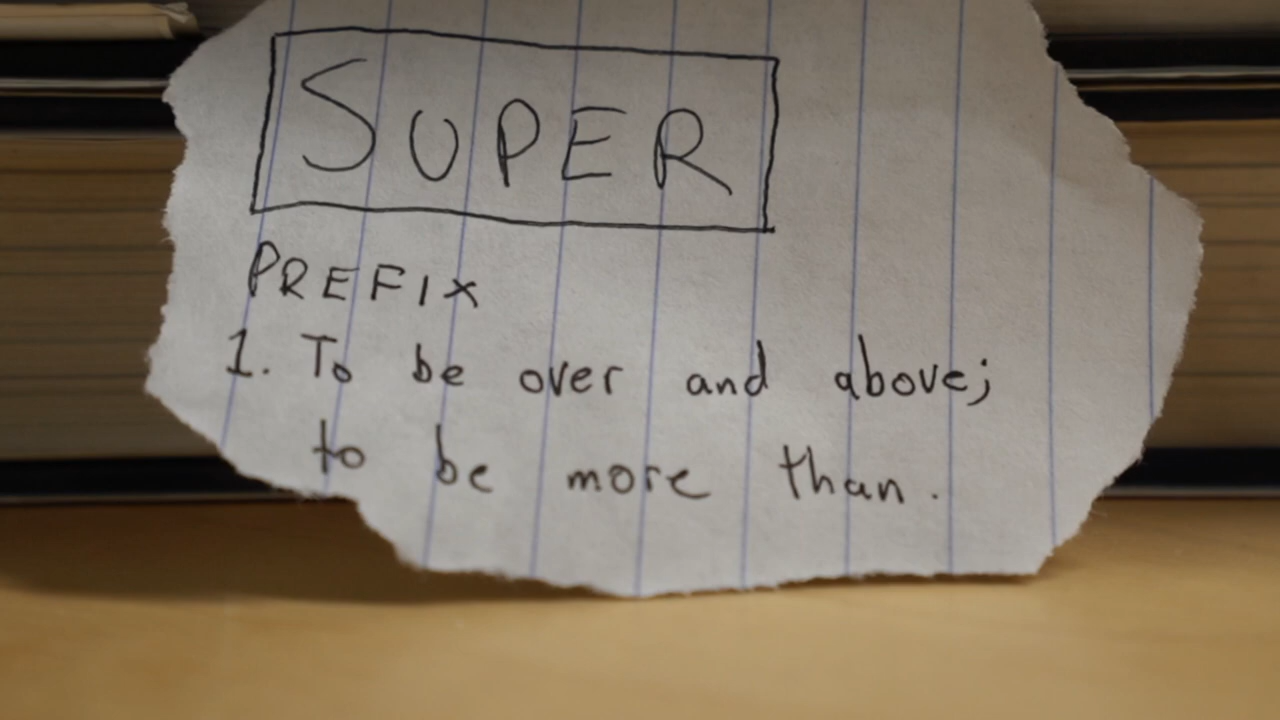 SUPER
PREFIX
1. To be over and above;
to be more than.